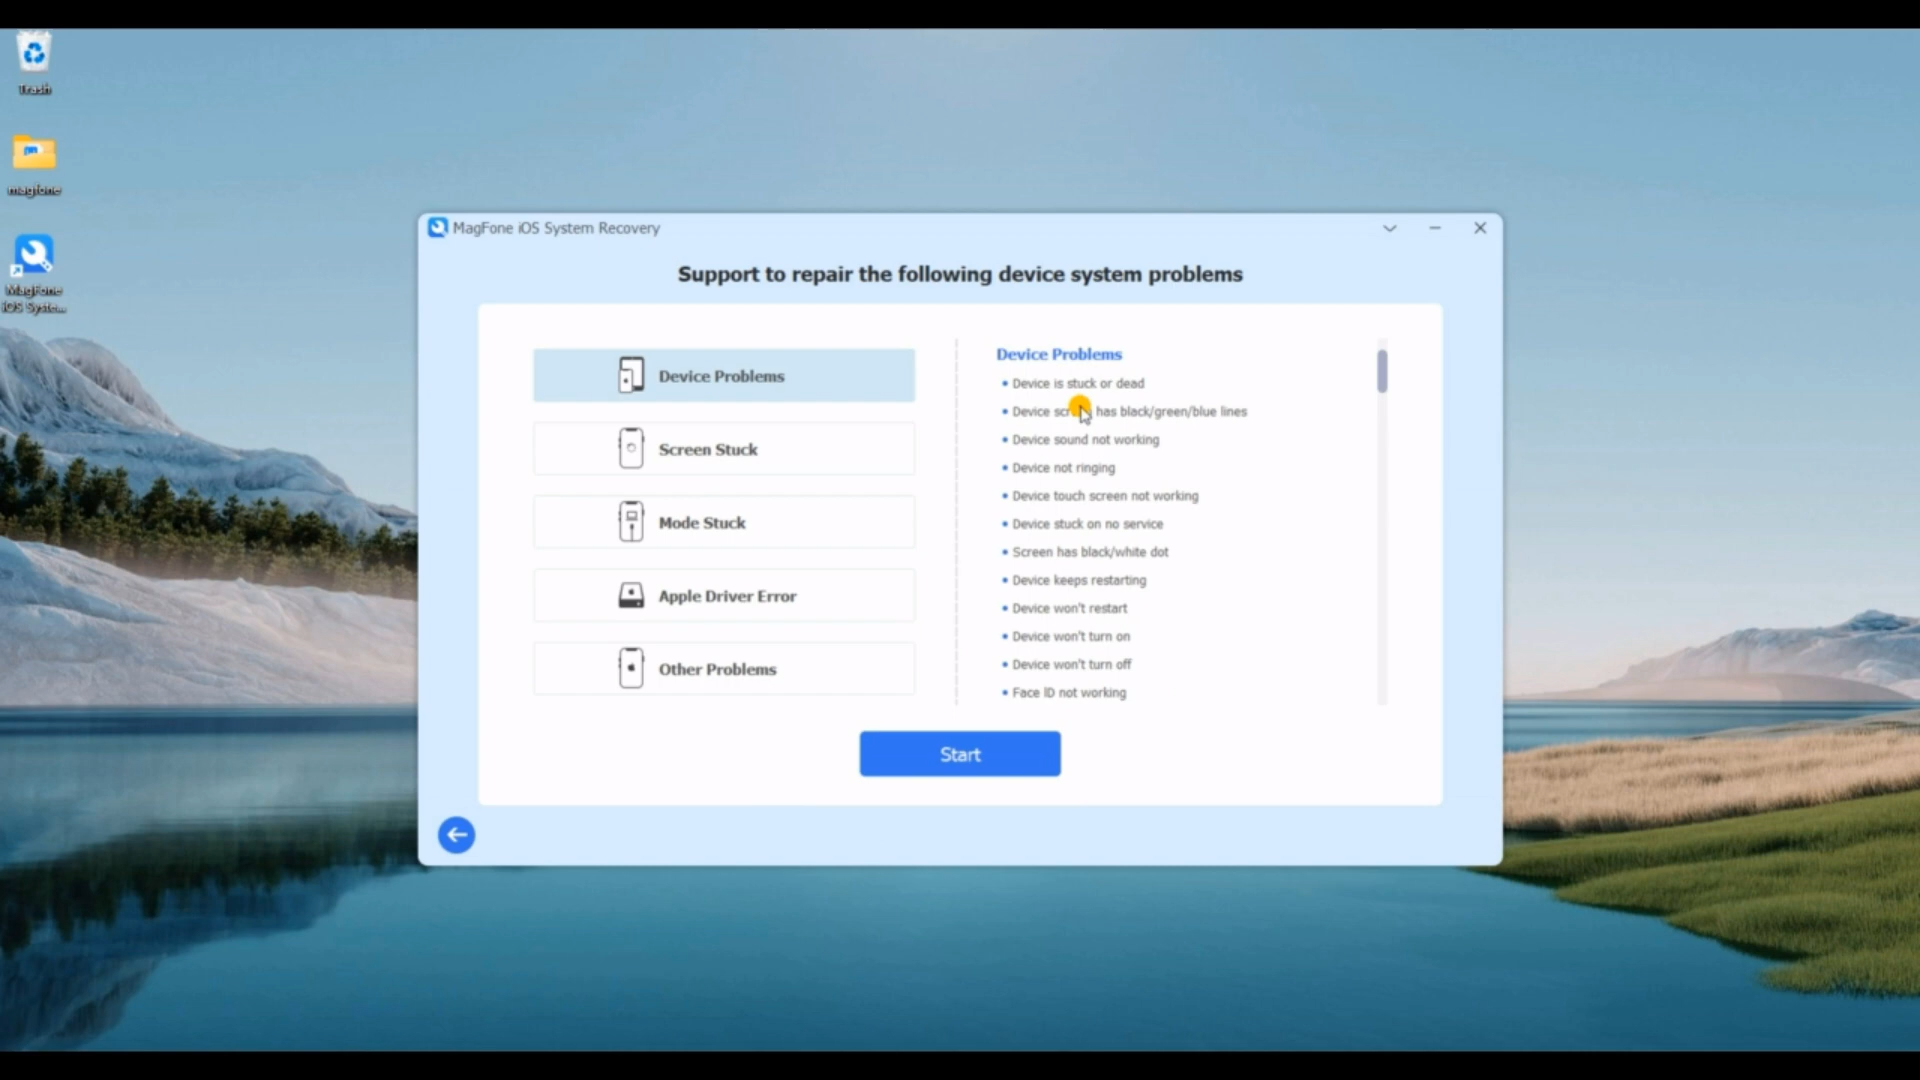 Trash
magfone
MagFone
iOS Syste...
MagFone iOS System Recovery
Support to repair the following device system problems
Device Problems
Screen Stuck
Mode Stuck
Apple Driver Error
Other Problems
Device Problems
• Device is stuck or dead
• Device scr has black/green/blue lines
• Device sound not working
• Device not ringing
• Device touch screen not working
• Device stuck on no service
• Screen has black/white dot
• Device keeps restarting
• Device won't restart
• Device won't turn on
• Device won't turn off
• Face ID not working
Start